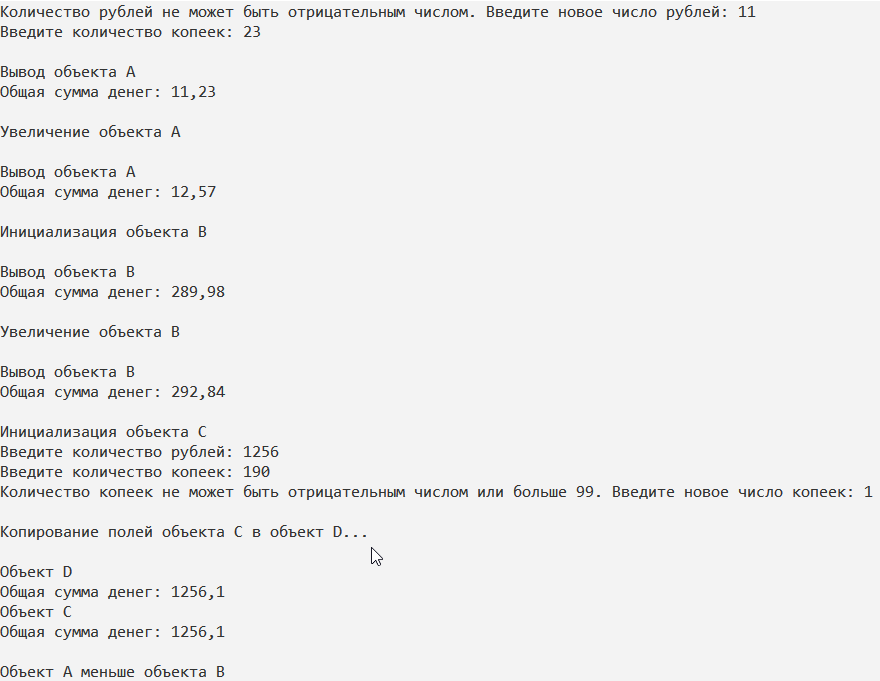 Количество рублей не может быть отрицательным числом. Введите новое число рублей: 11
Введите количество копеек: 23
Вывод объекта A
Общая сумма денег: 11,23
Увеличение объекта A
Вывод объекта A
Общая сумма денег: 12,57
Инициализация объекта B
Вывод объекта B
Общая сумма денег: 289,98
Увеличение объекта B
Вывод объекта B
Общая сумма денег: 292,84
Инициализация объекта C
Введите количество рублей: 1256
Введите количество копеек: 190
Количество копеек не может быть отрицательным числом или больше 99. Введите новое число копеек: 1
Копирование полей объекта C в объект D...
Объект D
Общая сумма денег: 1256,1
Объект C
Общая сумма денег: 1256,1
Объект A меньше объекта B